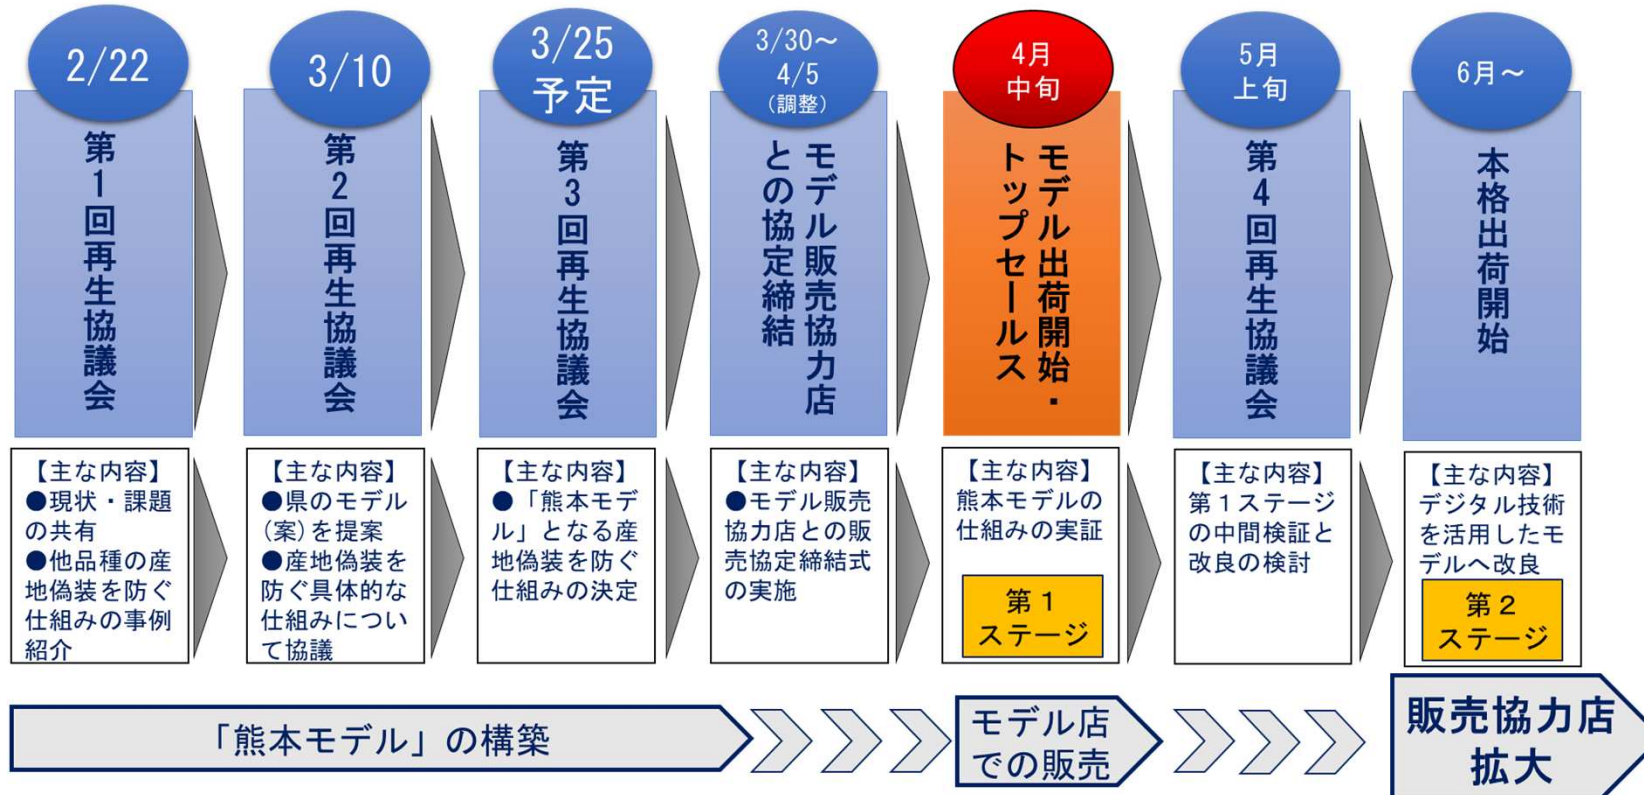 2/22
第1回再生協議会
【主な内容】
●現状・課題
の共有
●他品種の産
地偽装を防ぐ
仕組みの事例
紹介
3/10
第2回再生協議会
【主な内容】
●県のモデル
(案)を提案
●産地偽装を
防ぐ具体的な
仕組みについ
て協議
3/25
予定
第3回再生協議会
【主な内容】
●「熊本モデ
ル」となる産
地偽装を防ぐ
仕組みの決定
3/30～
4/5
（調整）
モデル販売協力店
との協定締結
【主な内容】
●モデル販売
協力店との販
売協定締結式
の実施
4月
中旬
モデル出荷開始・
トップセールス
【主な内容】
熊本モデルの
仕組みの実証
第１
ステージ
5月
上旬
第4回再生協議会
【主な内容】
第１ステージ
の中間検証と
改良の検討
6月～
本格出荷開始
【主な内容】
デジタル技術
を活用したモ
デルへ改良
第２
ステージ
「熊本モデル」の構築
モデル店
での販売
販売協力店
拡大